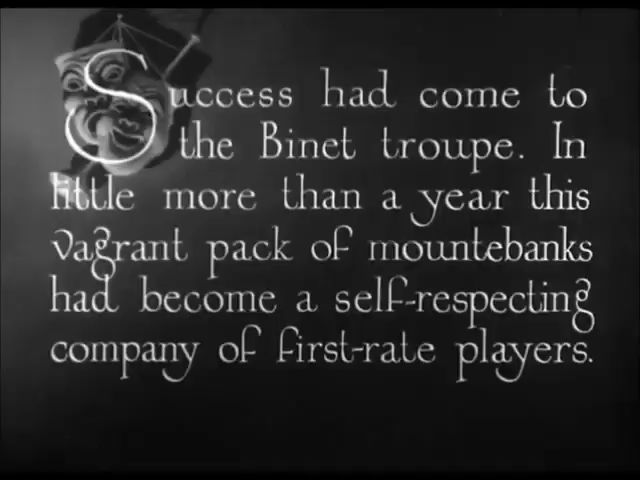 Success had come to
the Binet troupe. In
little more than a year this
vagrant pack of mountebanks
had become a self-respecting
company of first-rate players.